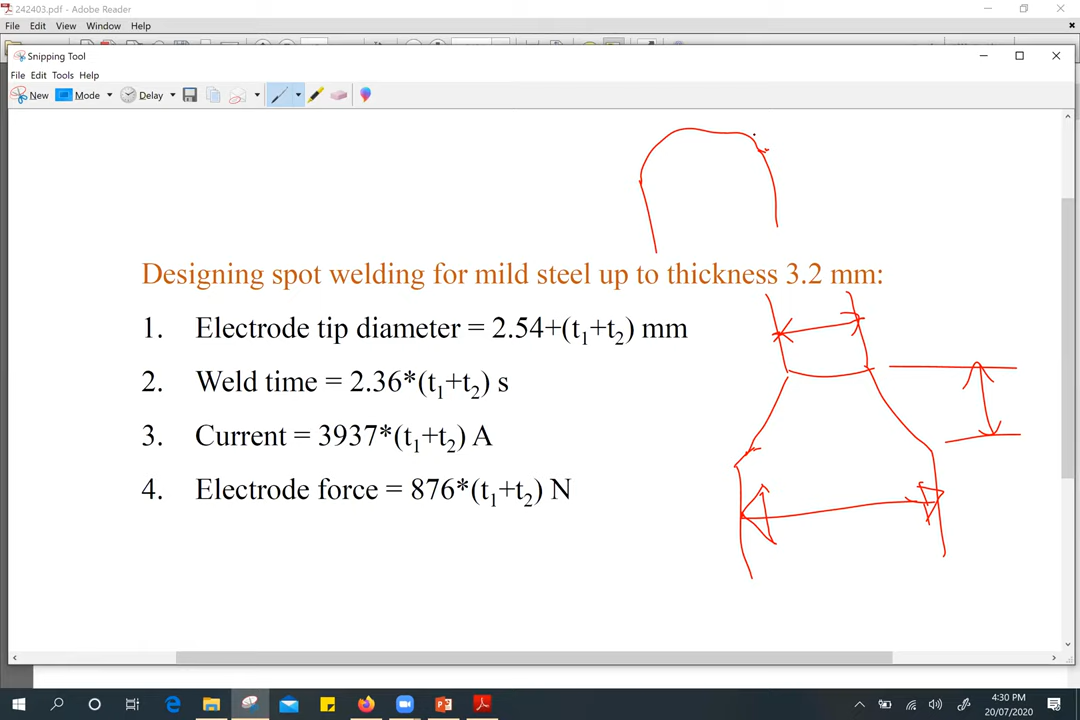 242403.pdf - Adobe Reader
File Edit View Window Help
Snipping Tool
File Edit Tools Help
New Mode Delay
Designing spot welding for mild steel up to thickness 3.2 mm:
1. Electrode tip diameter = 2.54+(t₁+t₂) mm
2. Weld time = 2.36*(t₁+t₂) s
3. Current = 3937*(t₁+t₂) A
4. Electrode force = 876*(t₁+t₂) N
4:30 PM
20/07/2020